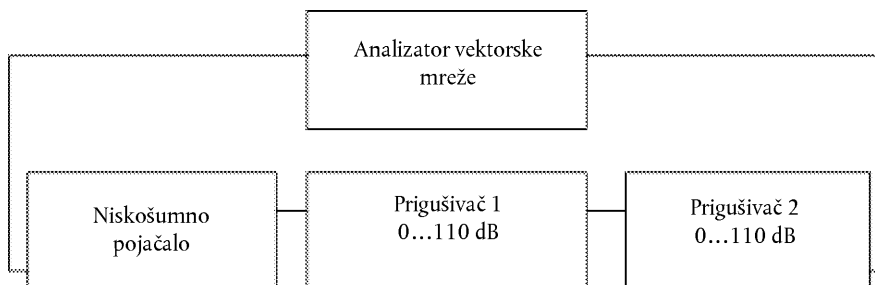 Analizator vektorske
mreže
Niskošumno
pojačalo
Prigušivač 1
0…110 dB
Prigušivač 2
0…110 dB